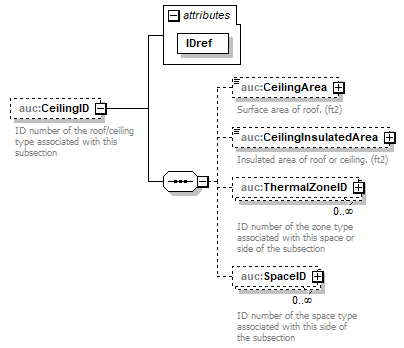 attributes
IDref
auc:CeilingID
ID number of the roof/ceiling
type associated with this
subsection
auc:CeilingArea
Surface area of roof. (ft2)
auc:CeilingInsulatedArea
Insulated area of roof or ceiling. (ft2)
auc:ThermalZoneID
0..∞
ID number of the zone type
associated with this space or
side of the subsection
auc:SpaceID
0..∞
ID number of the space type
associated with this side of
the subsection